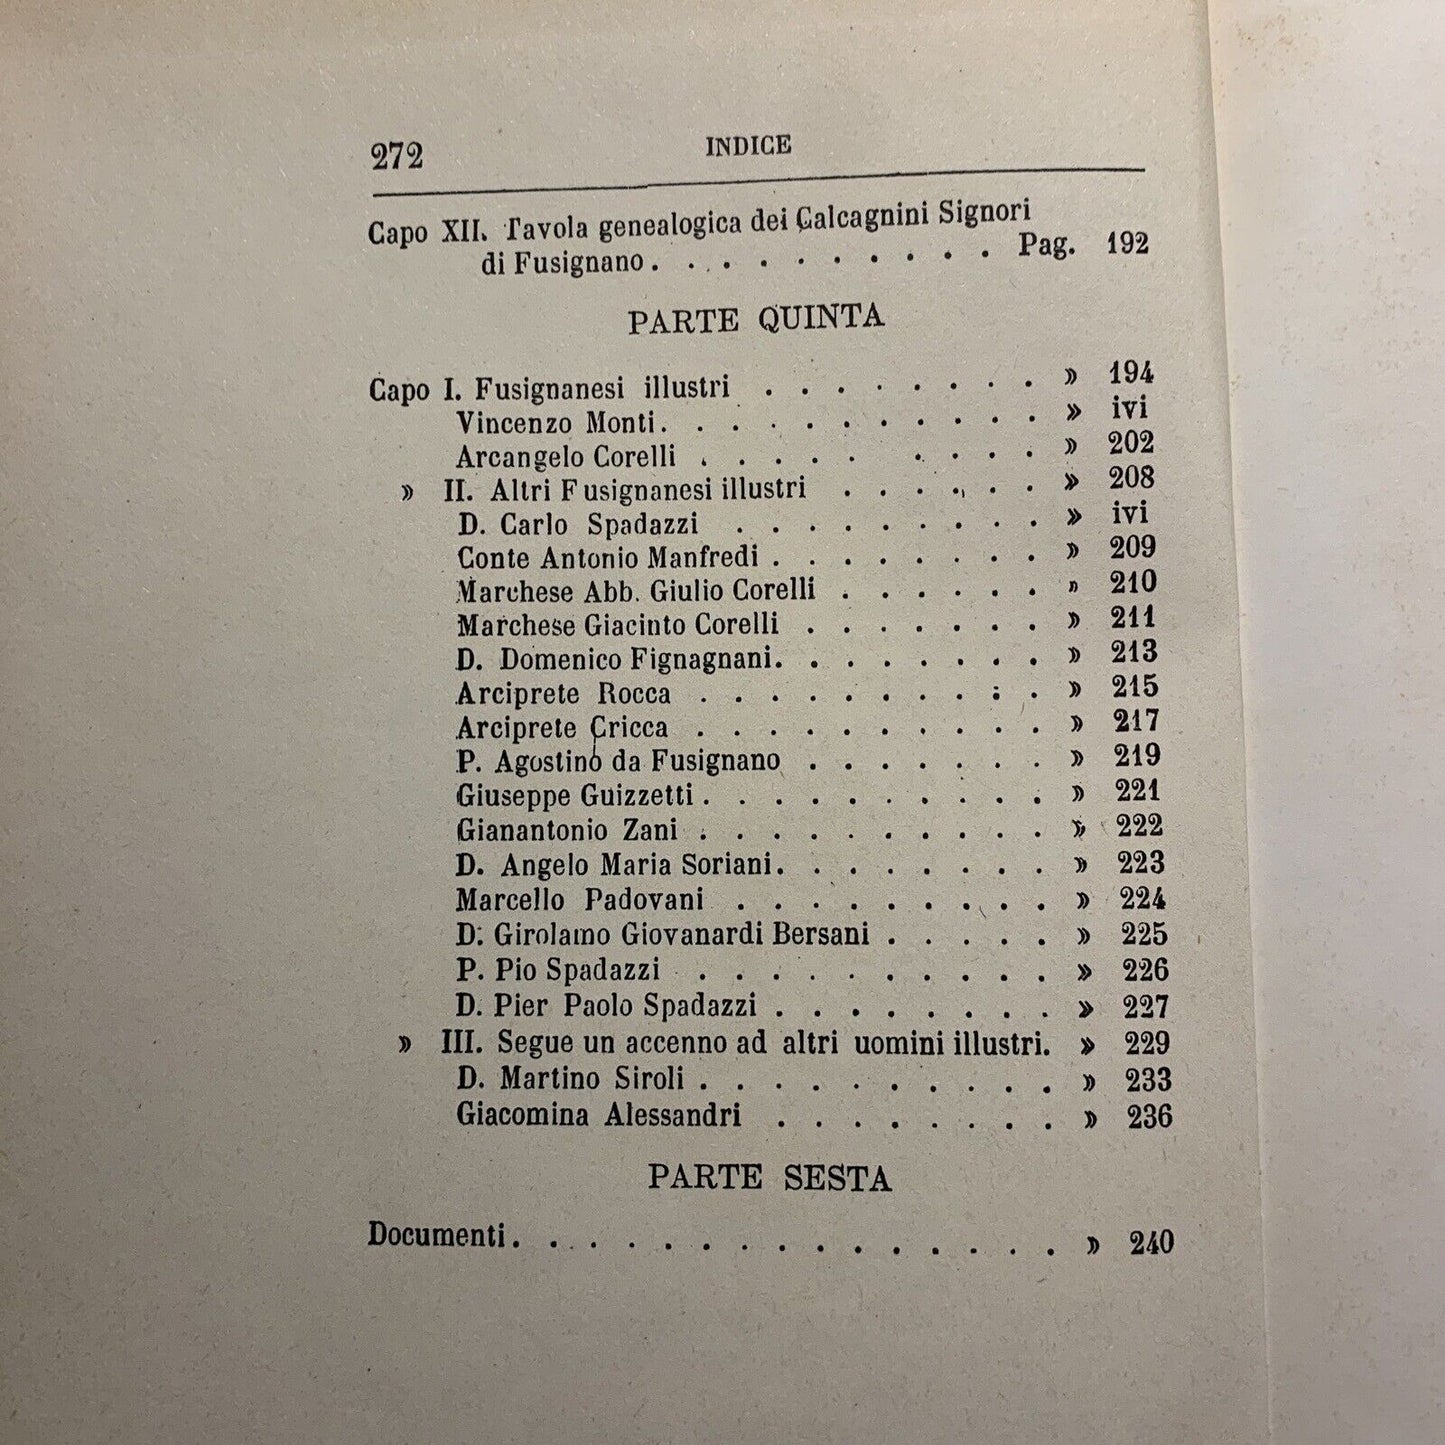 272 INDICE
Capo XII. Tavola genealogica dei Calcagnini Signori
di Fusignano . . . . . . . . . . Pag. 192
PARTE QUINTA
Capo I. Fusignanesi illustri . . . . . . . . » 194
Vincenzo Monti. . . . . . . . . . . » ivi
Arcangelo Corelli . . . . . . . . . » 202
» II. Altri Fusignanesi illustri . . . . . . » 208
D. Carlo Spadazzi . . . . . . . . . » ivi
Conte Antonio Manfredi . . . . . . . . » 209
Marchese Abb. Giulio Corelli . . . . . . » 210
Marchese Giacinto Corelli . . . . . . . » 211
D. Domenico Fignagnani. . . . . . . . » 213
Arciprete Rocca . . . . . . . . . . » 215
Arciprete Cricca . . . . . . . . . . » 217
P. Agostino da Fusignano . . . . . . . » 219
Giuseppe Guizzetti . . . . . . . . . . » 221
Gianantonio Zani . . . . . . . . . . » 222
D. Angelo Maria Soriani. . . . . . . . » 223
Marcello Padovani . . . . . . . . . » 224
D. Girolamo Giovanardi Bersani . . . . . » 225
P. Pio Spadazzi . . . . . . . . . . » 226
D. Pier Paolo Spadazzi . . . . . . . . » 227
» III. Segue un accenno ad altri uomini illustri. » 229
D. Martino Siroli . . . . . . . . . . » 233
Giacomina Alessandri . . . . . . . . » 236
PARTE SESTA
Documenti. . . . . . . . . . . . . . . » 240